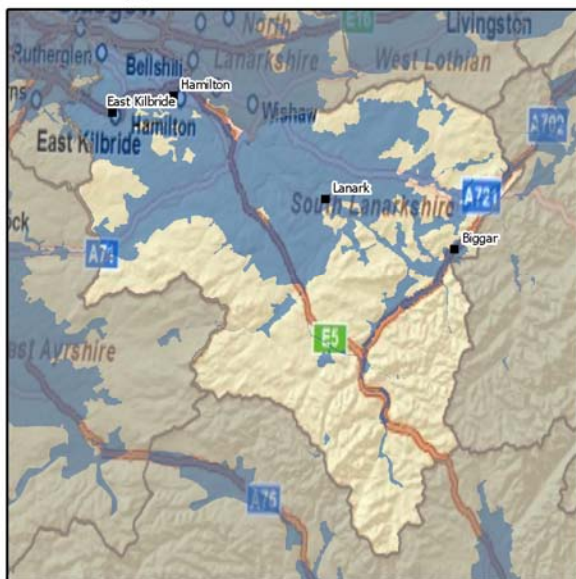 North
Livingston
Rutherglen
Lanarkshire
West Lothian
Bellshill
Hamilton
East Kilbride
Wishaw
Hamilton
A702
East Kilbride
Lanark
A721
South Lanarkshire
Biggar
E5
East Ayrshire
A76